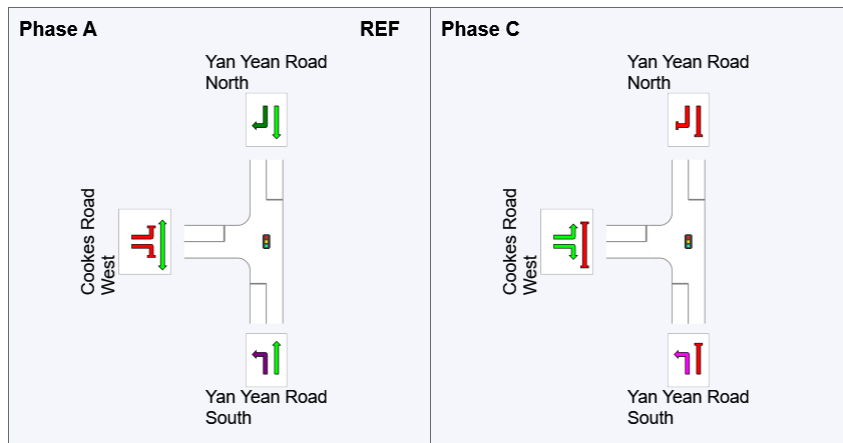 Phase A
REF
Yan Yean Road
North
Cookes Road
West
Yan Yean Road
South
Phase C
Yan Yean Road
North
Cookes Road
West
Yan Yean Road
South